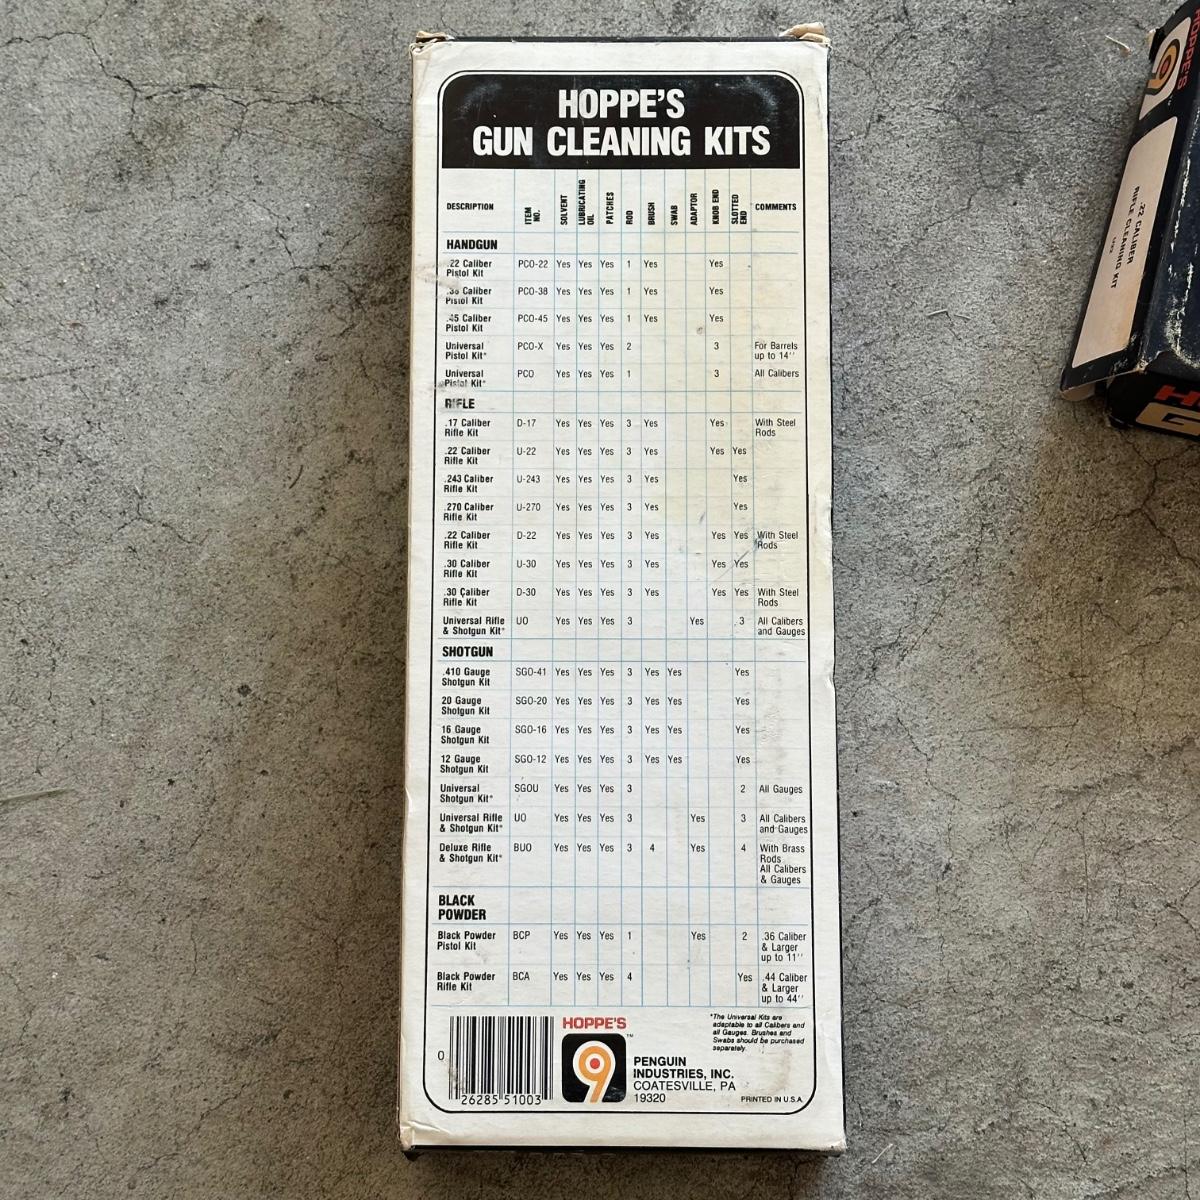 HOPPE'S
GUN CLEANING KITS
DESCRIPTION ITEM NO. SOLVENT LUBRICATING OIL PATCHES ROD BRUSH SWAB ADAPTOR KNOB END SLOTTED END COMMENTS
HANDGUN
.22 Caliber PCO-22 Yes Yes Yes 1 Yes Yes
Pistol Kit
.38 Caliber PCO-38 Yes Yes Yes 1 Yes Yes
Pistol Kit
.45 Caliber PCO-45 Yes Yes Yes 1 Yes Yes
Pistol Kit
Universal PCO-X Yes Yes Yes 2 3 For Barrels
Pistol Kit* up to 14''
Universal PCO Yes Yes Yes 1 3 All Calibers
Pistol Kit*
RIFLE
.17 Caliber D-17 Yes Yes Yes 3 Yes Yes With Steel
Rifle Kit Rods
.22 Caliber U-22 Yes Yes Yes 3 Yes Yes Yes
Rifle Kit
.243 Caliber U-243 Yes Yes Yes 3 Yes Yes
Rifle Kit
.270 Caliber U-270 Yes Yes Yes 3 Yes Yes
Rifle Kit
.22 Caliber D-22 Yes Yes Yes 3 Yes Yes Yes With Steel
Rifle Kit Rods
.30 Caliber U-30 Yes Yes Yes 3 Yes Yes Yes
Rifle Kit
.30 Caliber D-30 Yes Yes Yes 3 Yes Yes Yes With Steel
Rifle Kit Rods
Universal Rifle UO Yes Yes Yes 3 Yes 3 All Calibers
& Shotgun Kit* and Gauges
SHOTGUN
.410 Gauge SGO-41 Yes Yes Yes 3 Yes Yes Yes
Shotgun Kit
20 Gauge SGO-20 Yes Yes Yes 3 Yes Yes Yes
Shotgun Kit
16 Gauge SGO-16 Yes Yes Yes 3 Yes Yes Yes
Shotgun Kit
12 Gauge SGO-12 Yes Yes Yes 3 Yes Yes Yes
Shotgun Kit
Universal SGOU Yes Yes Yes 3 2 All Gauges
Shotgun Kit*
Universal Rifle UO Yes Yes Yes 3 Yes 3 All Calibers
& Shotgun Kit* and Gauges
Deluxe Rifle BUO Yes Yes Yes 3 4 Yes 4 With Brass
& Shotgun Kit* Rods
All Calibers
& Gauges
BLACK
POWDER
Black Powder BCP Yes Yes Yes 1 Yes 2 .36 Caliber
Pistol Kit & Larger
up to 11''
Black Powder BCA Yes Yes Yes 4 Yes .44 Caliber
Rifle Kit & Larger
up to 44''
*The Universal Kits are
adaptable to all Calibers and
all Gauges. Brushes and
Swabs should be purchased
separately.
0 26285 51003
HOPPE'S
9 ™
PENGUIN
INDUSTRIES, INC.
COATESVILLE, PA
19320
PRINTED IN U.S.A.
HOPPE'S
9
.22 CALIBER
RIFLE CLEANING KIT